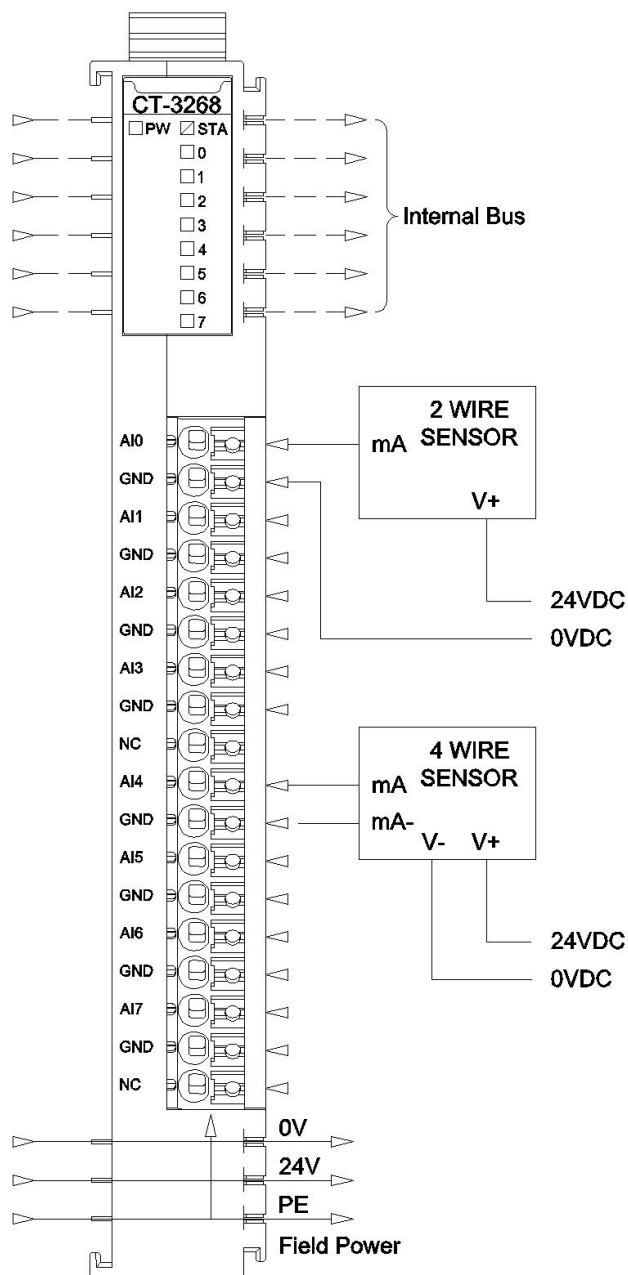 CT-3268
PW STA
0
1
2
3
4
5
6
7
Internal Bus
AI0
GND
AI1
GND
AI2
GND
AI3
GND
NC
AI4
GND
AI5
GND
AI6
GND
AI7
GND
NC
2 WIRE
SENSOR
mA
V+
24VDC
0VDC
4 WIRE
SENSOR
mA
mA-
V- V+
24VDC
0VDC
0V
24V
PE
Field Power